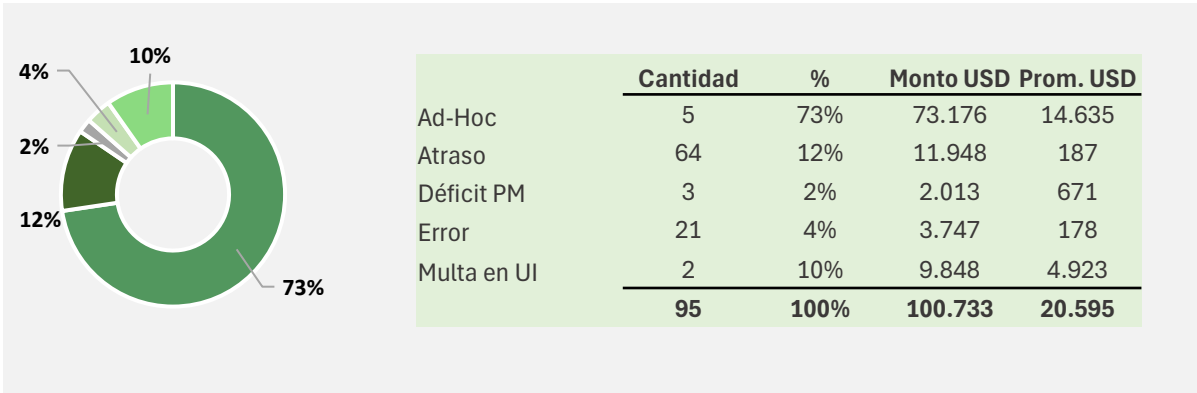 10%
4%
2%
12%
73%
Cantidad % Monto USD Prom. USD
Ad-Hoc 5 73% 73.176 14.635
Atraso 64 12% 11.948 187
Déficit PM 3 2% 2.013 671
Error 21 4% 3.747 178
Multa en UI 2 10% 9.848 4.923
95 100% 100.733 20.595